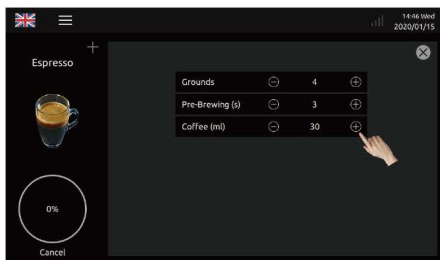 14:46 Wed
2020/01/15
Espresso
Grounds 4
Pre-Brewing (s) 3
Coffee (ml) 30
0%
Cancel